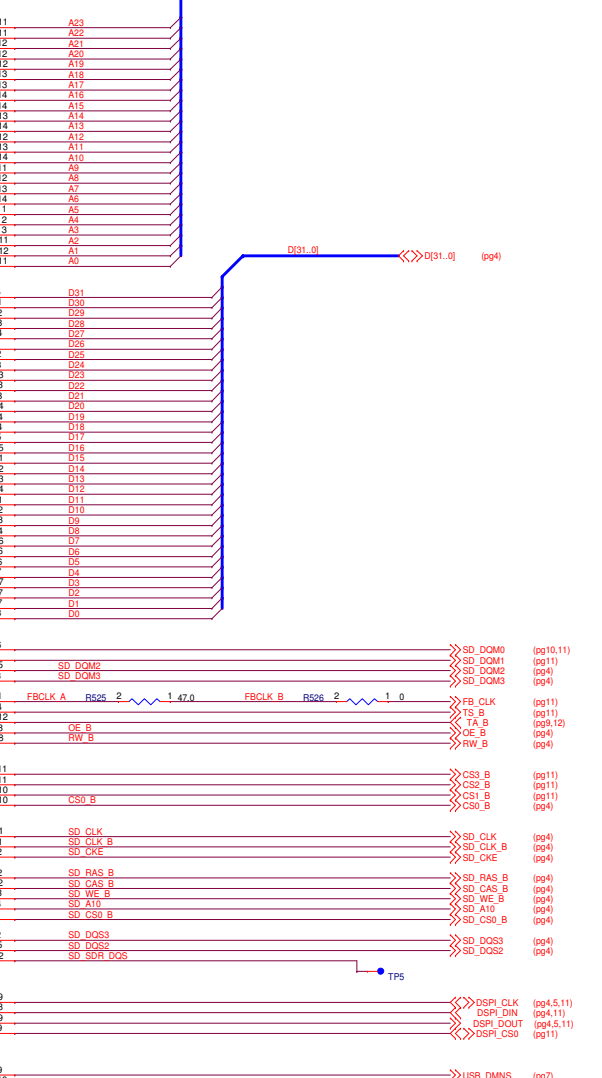 A23
A22
A21
A20
A19
A18
A17
A16
A15
A14
A13
A12
A11
A10
A9
A8
A7
A6
A5
A4
A3
A2
A1
A0
D[31..0] D[31..0] (pg4)
D31
D30
D29
D28
D27
D26
D25
D24
D23
D22
D21
D20
D19
D18
D17
D16
D15
D14
D13
D12
D11
D10
D9
D8
D7
D6
D5
D4
D3
D2
D1
D0
SD_DQM0 (pg10,11)
SD_DQM1 (pg11)
SD_DQM2 SD_DQM2 (pg4)
SD_DQM3 SD_DQM3 (pg4)
FBCLK_A R525 2 1 47.0 FBCLK_B R526 2 1 0 FB_CLK (pg11)
TS_B (pg11)
TA_B (pg9,12)
OE_B OE_B (pg4)
RW_B RW_B (pg4)
CS3_B (pg11)
CS2_B (pg11)
CS1_B (pg11)
CS0_B CS0_B (pg4)
SD_CLK SD_CLK (pg4)
SD_CLK_B SD_CLK_B (pg4)
SD_CKE SD_CKE (pg4)
SD_RAS_B SD_RAS_B (pg4)
SD_CAS_B SD_CAS_B (pg4)
SD_WE_B SD_WE_B (pg4)
SD_A10 SD_A10 (pg4)
SD_CS0_B SD_CS0_B (pg4)
SD_DQS3 SD_DQS3 (pg4)
SD_DQS2 SD_DQS2 (pg4)
SD_SDR_DQS
TP5
DSPI_CLK (pg4,5,11)
DSPI_DIN (pg4,11)
DSPI_DOUT (pg4,5,11)
DSPI_CS0 (pg11)
USB_DMNS (pg7)